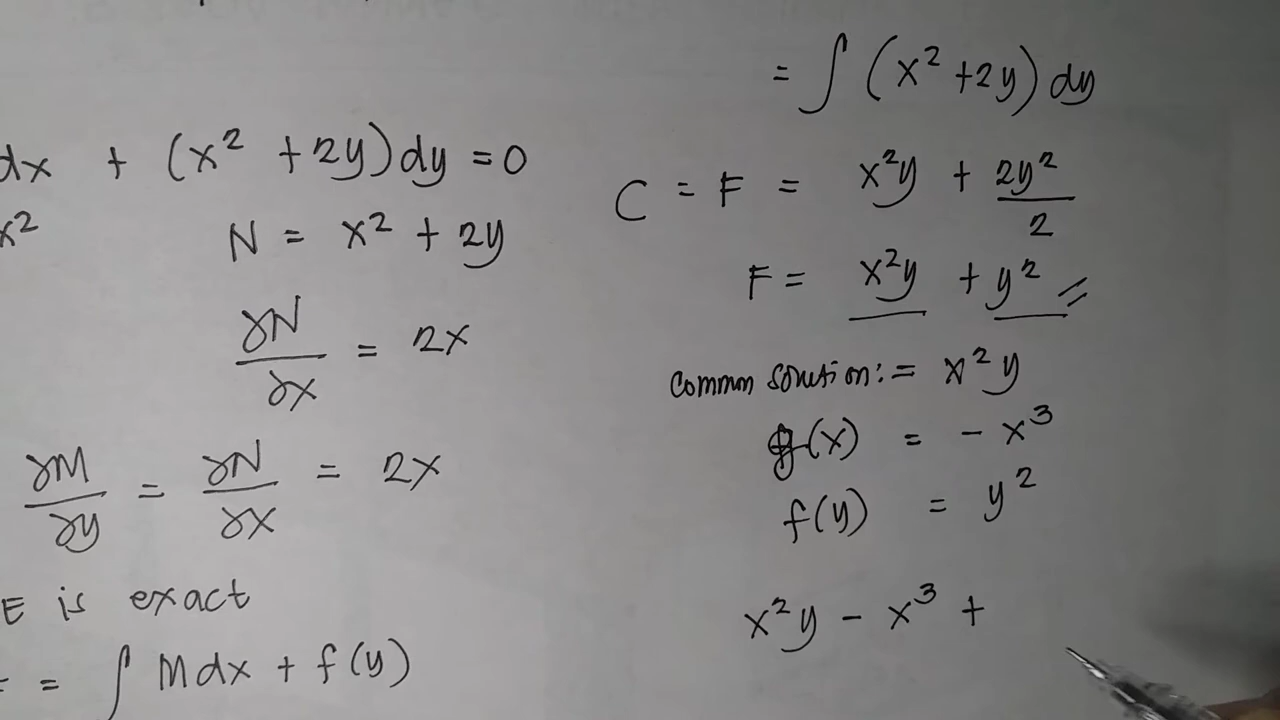 dx + (x² + 2y) dy = 0
x²
N = x² + 2y
∂N/∂x = 2x
∂M/∂y = ∂N/∂x = 2x
E is exact
= ∫ Mdx + f(y)
= ∫ (x² + 2y) dy
C = F = x²y + 2y²/2
F = x²y + y²
common solution: = x²y
g(x) = - x³
f(y) = y²
x²y - x³ +